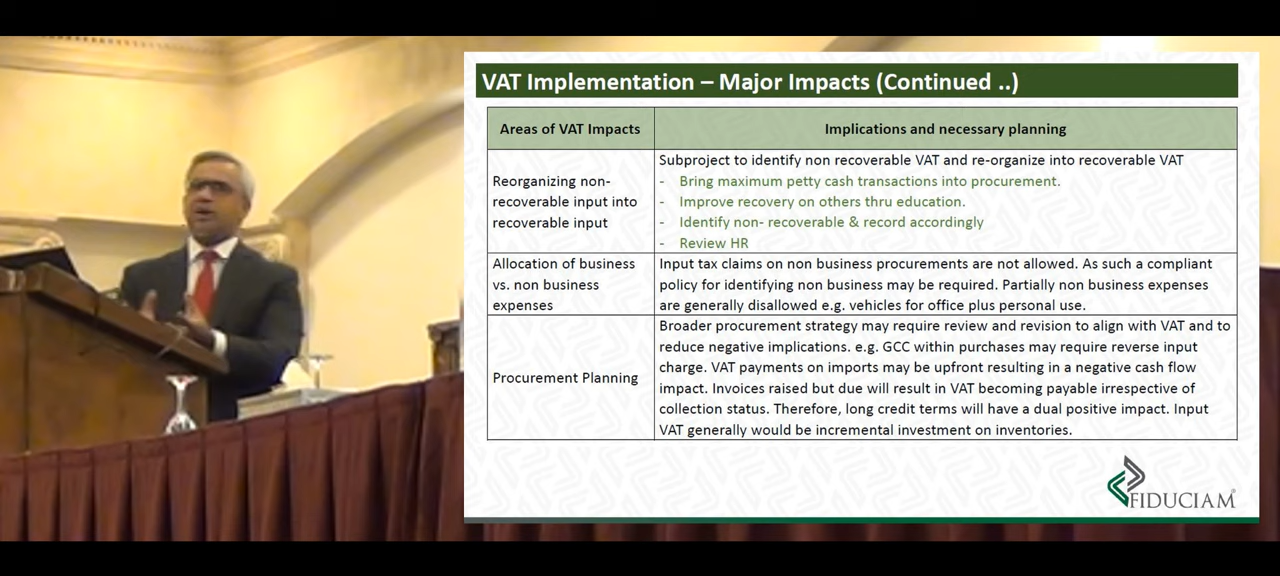 VAT Implementation – Major Impacts (Continued ..)
Areas of VAT Impacts
Implications and necessary planning
Reorganizing non-
recoverable input into
recoverable input
Subproject to identify non recoverable VAT and re-organize into recoverable VAT
- Bring maximum petty cash transactions into procurement.
- Improve recovery on others thru education.
- Identify non- recoverable & record accordingly
- Review HR
Allocation of business
vs. non business
expenses
Input tax claims on non business procurements are not allowed. As such a compliant
policy for identifying non business may be required. Partially non business expenses
are generally disallowed e.g. vehicles for office plus personal use.
Procurement Planning
Broader procurement strategy may require review and revision to align with VAT and to
reduce negative implications. e.g. GCC within purchases may require reverse input
charge. VAT payments on imports may be upfront resulting in a negative cash flow
impact. Invoices raised but due will result in VAT becoming payable irrespective of
collection status. Therefore, long credit terms will have a dual positive impact. Input
VAT generally would be incremental investment on inventories.
FIDUCIAM